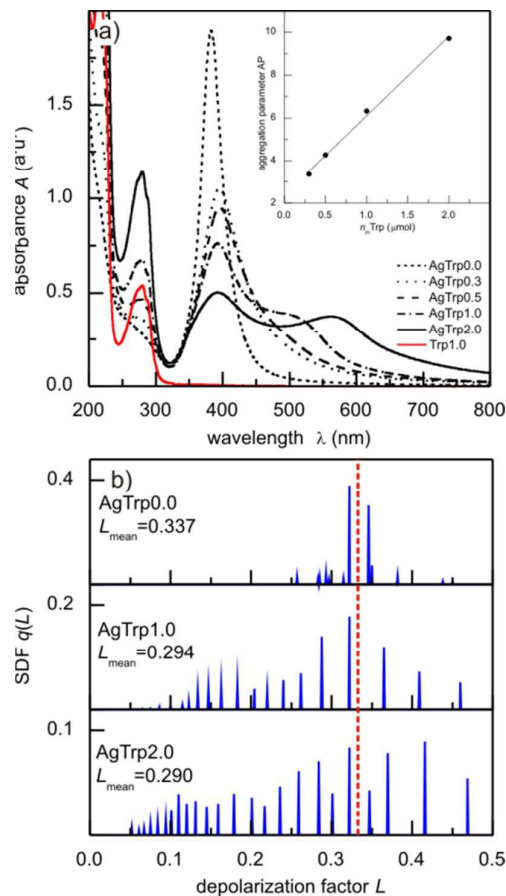 a)
absorbance A (a·u·)
1.5
1.0
0.5
0.0
200 300 400 500 600 700 800
wavelength λ (nm)
aggregation parameter AP
10
8
6
4
2
0.0 0.5 1.0 1.5 2.0
nmTrp (μmol)
AgTrp0.0
AgTrp0.3
AgTrp0.5
AgTrp1.0
AgTrp2.0
Trp1.0
b)
SDF q(L)
0.4
AgTrp0.0
Lmean=0.337
0.2
AgTrp1.0
Lmean=0.294
0.1
AgTrp2.0
Lmean=0.290
0.0 0.1 0.2 0.3 0.4 0.5
depolarization factor L